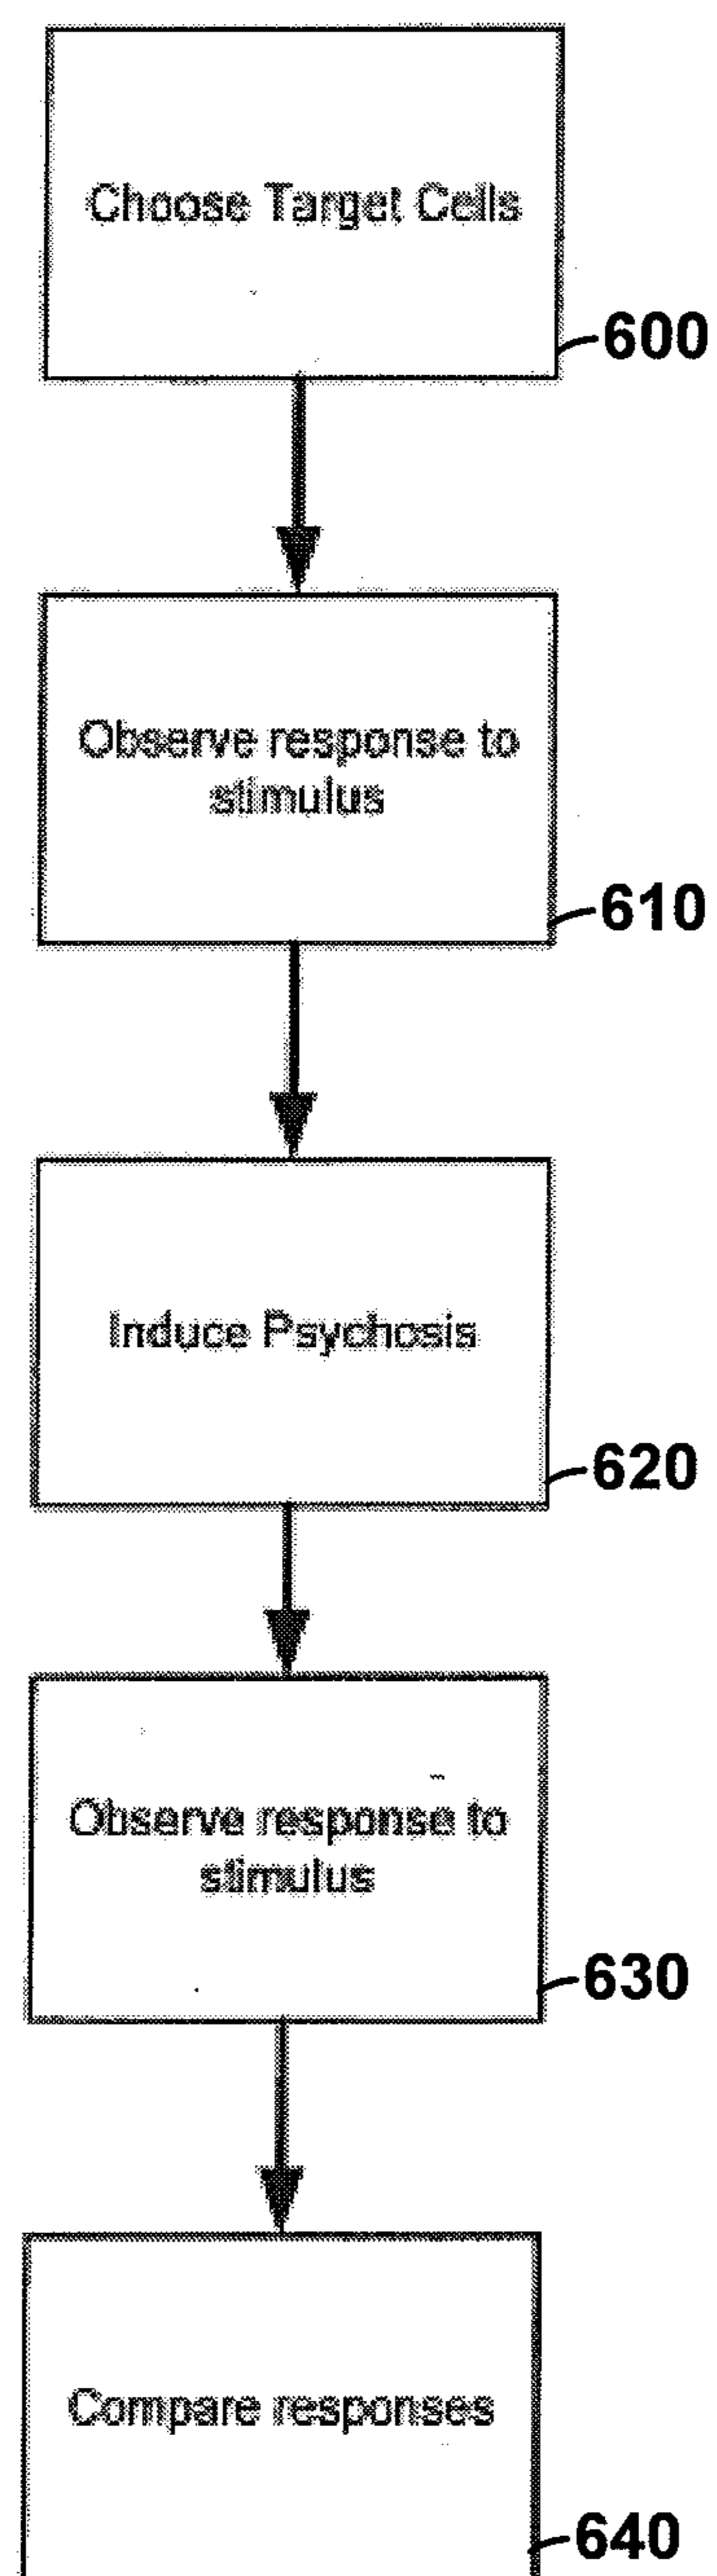 Choose Target Cells
600
Observe response to
stimulus
610
Induce Psychosis
620
Observe response to
stimulus
630
Compare responses
640